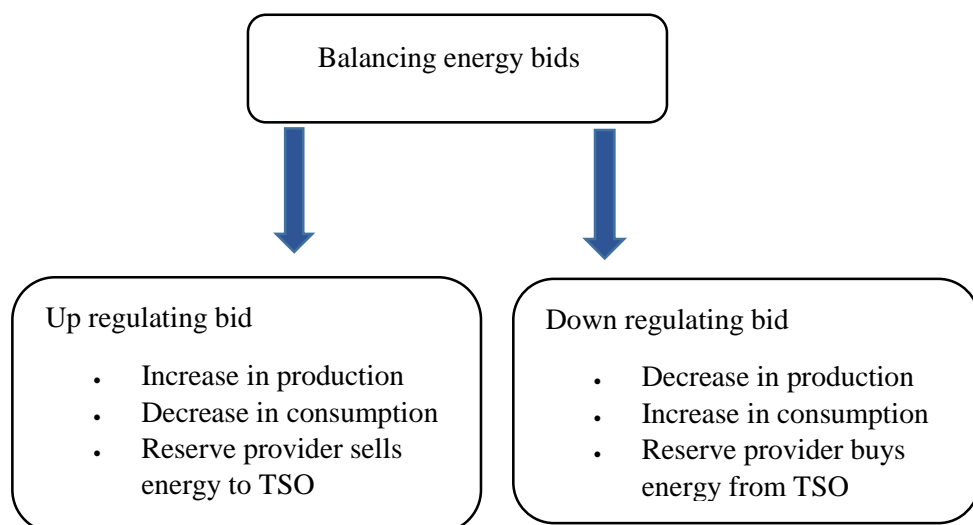 Balancing energy bids
Up regulating bid
• Increase in production
• Decrease in consumption
• Reserve provider sells
energy to TSO
Down regulating bid
• Decrease in production
• Increase in consumption
• Reserve provider buys
energy from TSO